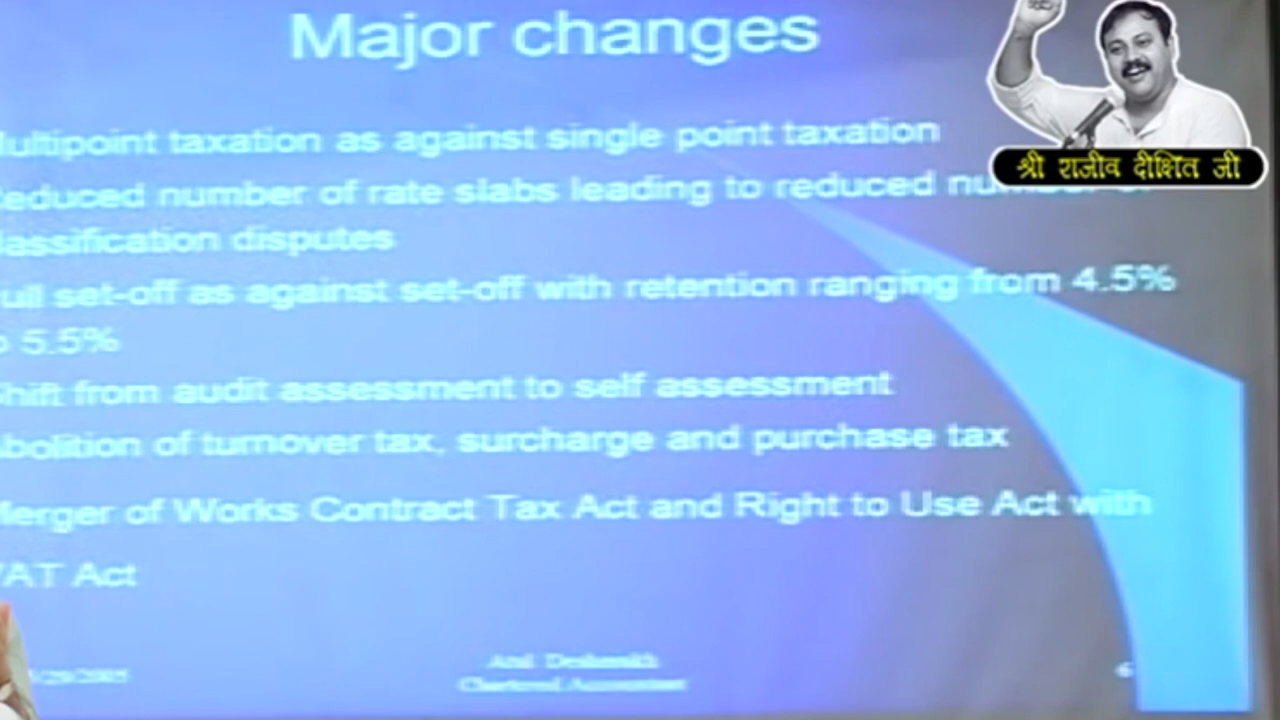 Major changes
ultipoint taxation as against single point taxation
श्री राजीव दीक्षित जी
educed number of rate slabs leading to reduced
lassification disputes
ull set-off as against set-off with retention ranging from 4.5%
5.5%
hift from audit assessment to self assessment
bolition of turnover tax, surcharge and purchase tax
erger of Works Contract Tax Act and Right to Use Act with
AT Act
Anil Deshmukh
Chartered Accountant